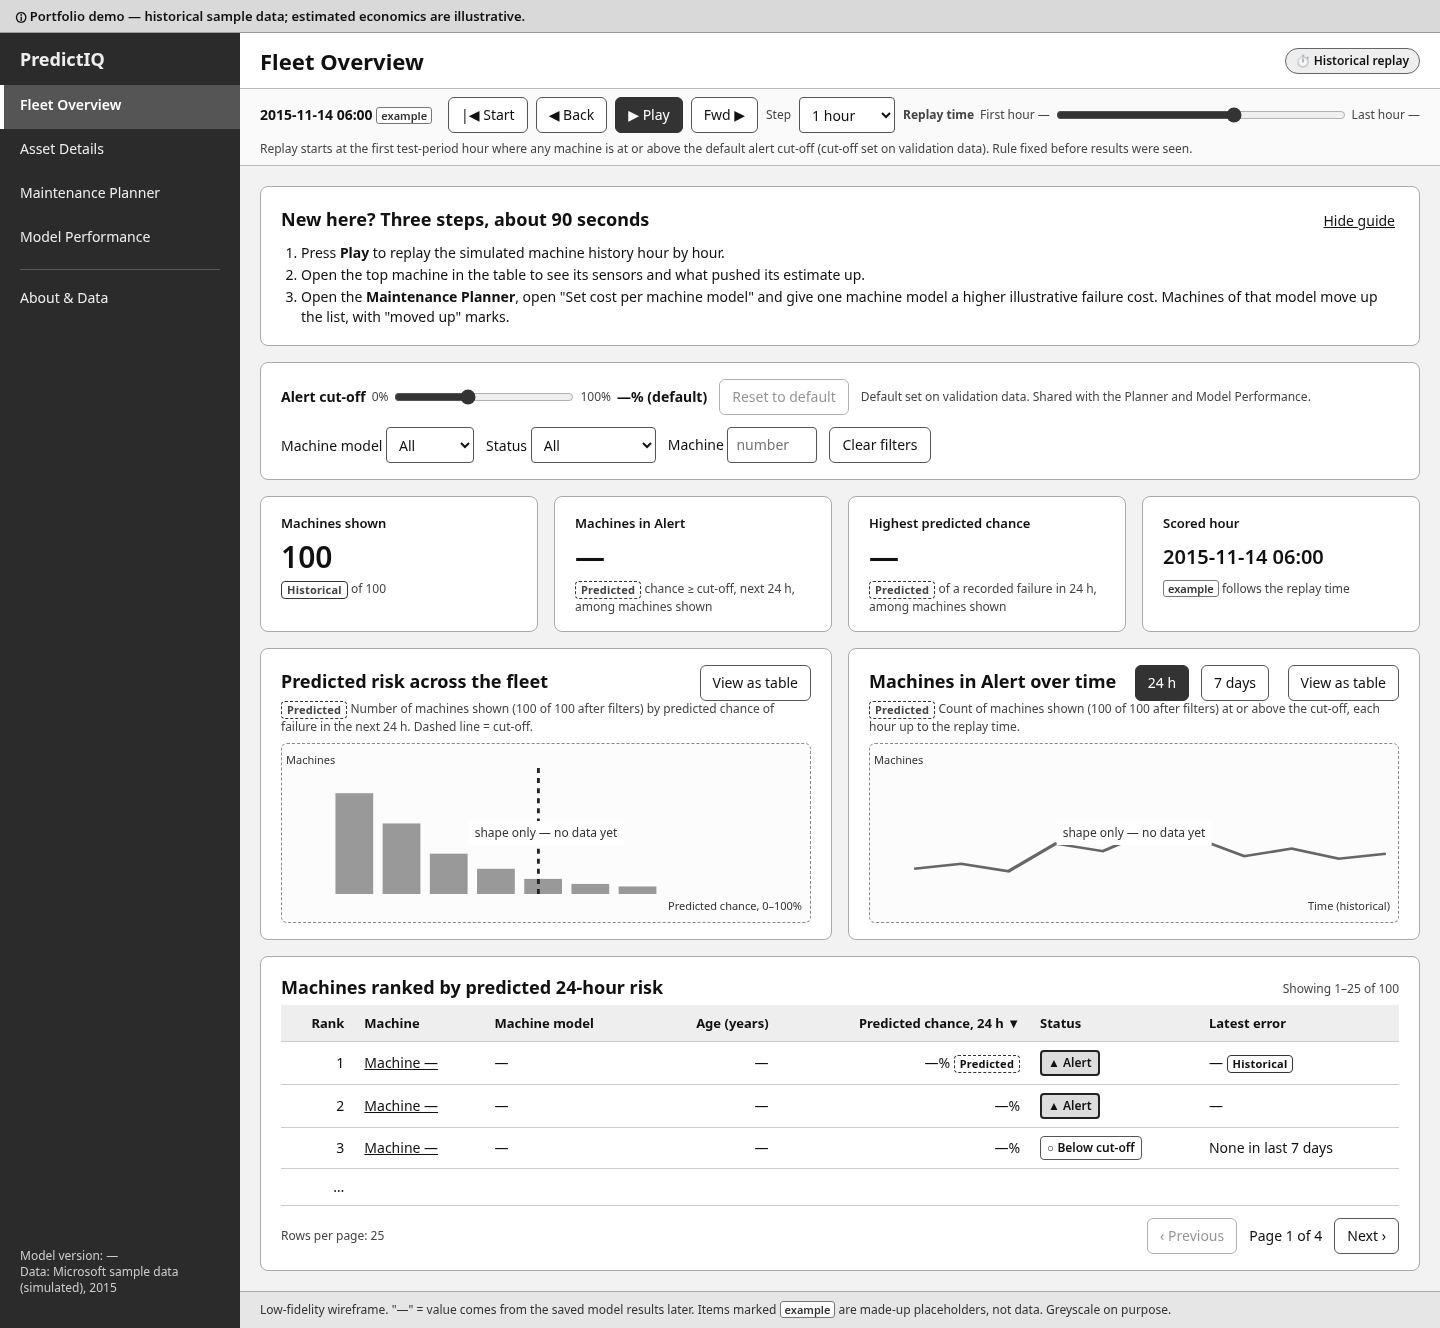 ⓘ Portfolio demo — historical sample data; estimated economics are illustrative.
PredictIQ
Fleet Overview
Asset Details
Maintenance Planner
Model Performance
About & Data
Model version: —
Data: Microsoft sample data
(simulated), 2015
Fleet Overview
⏱ Historical replay
2015-11-14 06:00 example |◀ Start ◀ Back ▶ Play Fwd ▶ Step 1 hour Replay time First hour — Last hour —
Replay starts at the first test-period hour where any machine is at or above the default alert cut-off (cut-off set on validation data). Rule fixed before results were seen.
New here? Three steps, about 90 seconds
Hide guide
1. Press Play to replay the simulated machine history hour by hour.
2. Open the top machine in the table to see its sensors and what pushed its estimate up.
3. Open the Maintenance Planner, open "Set cost per machine model" and give one machine model a higher illustrative failure cost. Machines of that model move up
the list, with "moved up" marks.
Alert cut-off 0% 100% —% (default) Reset to default Default set on validation data. Shared with the Planner and Model Performance.
Machine model All Status All Machine number Clear filters
Machines shown
100
Historical of 100
Machines in Alert
—
Predicted chance ≥ cut-off, next 24 h,
among machines shown
Highest predicted chance
—
Predicted of a recorded failure in 24 h,
among machines shown
Scored hour
2015-11-14 06:00
example follows the replay time
Predicted risk across the fleet
View as table
Predicted Number of machines shown (100 of 100 after filters) by predicted chance of
failure in the next 24 h. Dashed line = cut-off.
Machines
shape only — no data yet
Predicted chance, 0–100%
Machines in Alert over time
24 h 7 days View as table
Predicted Count of machines shown (100 of 100 after filters) at or above the cut-off, each
hour up to the replay time.
Machines
shape only — no data yet
Time (historical)
Machines ranked by predicted 24-hour risk
Showing 1–25 of 100
Rank Machine Machine model Age (years) Predicted chance, 24 h ▼ Status Latest error
1 Machine — — — —% Predicted ▲ Alert — Historical
2 Machine — — — —% ▲ Alert —
3 Machine — — — —% ○ Below cut-off None in last 7 days
…
Rows per page: 25
‹ Previous Page 1 of 4 Next ›
Low-fidelity wireframe. "—" = value comes from the saved model results later. Items marked example are made-up placeholders, not data. Greyscale on purpose.